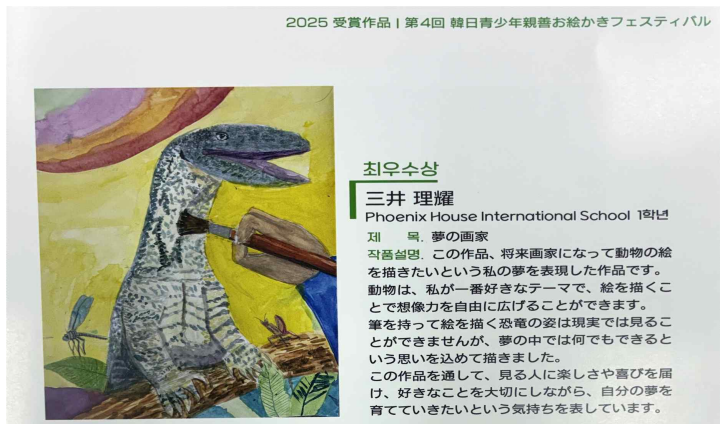 2025 受賞作品 | 第4回 韓日青少年親善お絵かきフェスティバル
최우수상
三井 理耀
Phoenix House International School 1학년
제 목. 夢の画家
작품설명. この作品、将来画家になって動物の絵
を描きたいという私の夢を表現した作品です。
動物は、私が一番好きなテーマで、絵を描くこ
とで想像力を自由に広げることができます。
筆を持って絵を描く恐竜の姿は現実では見るこ
とができませんが、夢の中では何でもできると
いう思いを込めて描きました。
この作品を通して、見る人に楽しさや喜びを届
け、好きなことを大切にしながら、自分の夢を
育てていきたいという気持ちを表しています。